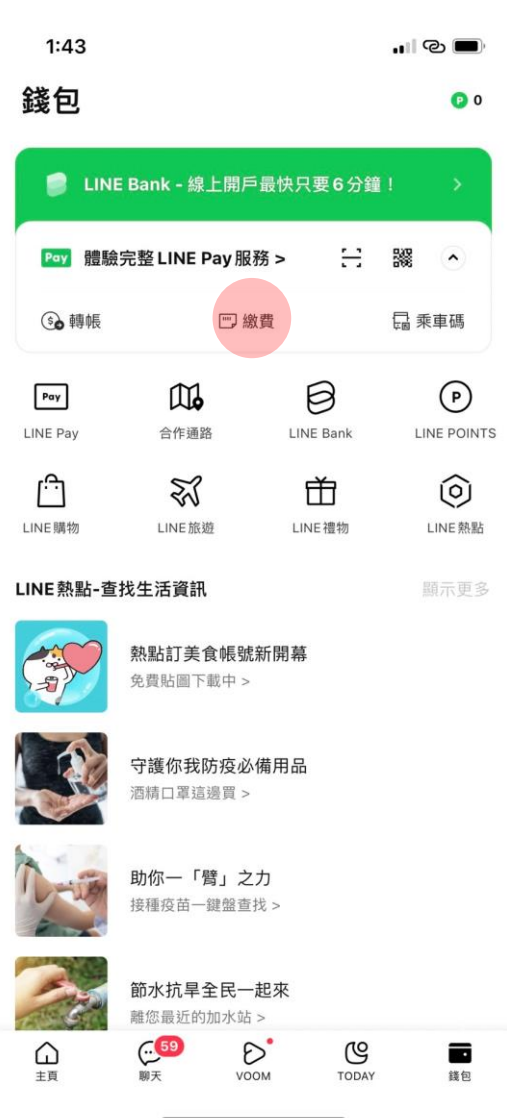 1:43
錢包
P 0
LINE Bank - 線上開戶最快只要6分鐘！
Pay 體驗完整 LINE Pay 服務 >
轉帳 繳費 乘車碼
Pay P
LINE Pay 合作通路 LINE Bank LINE POINTS
LINE購物 LINE旅遊 LINE禮物 LINE熱點
LINE熱點-查找生活資訊 顯示更多
熱點訂美食帳號新開幕
免費貼圖下載中 >
守護你我防疫必備用品
酒精口罩這邊買 >
助你一「臂」之力
接種疫苗一鍵盤查找 >
節水抗旱全民一起來
離您最近的加水站 >
59
主頁 聊天 VOOM TODAY 錢包